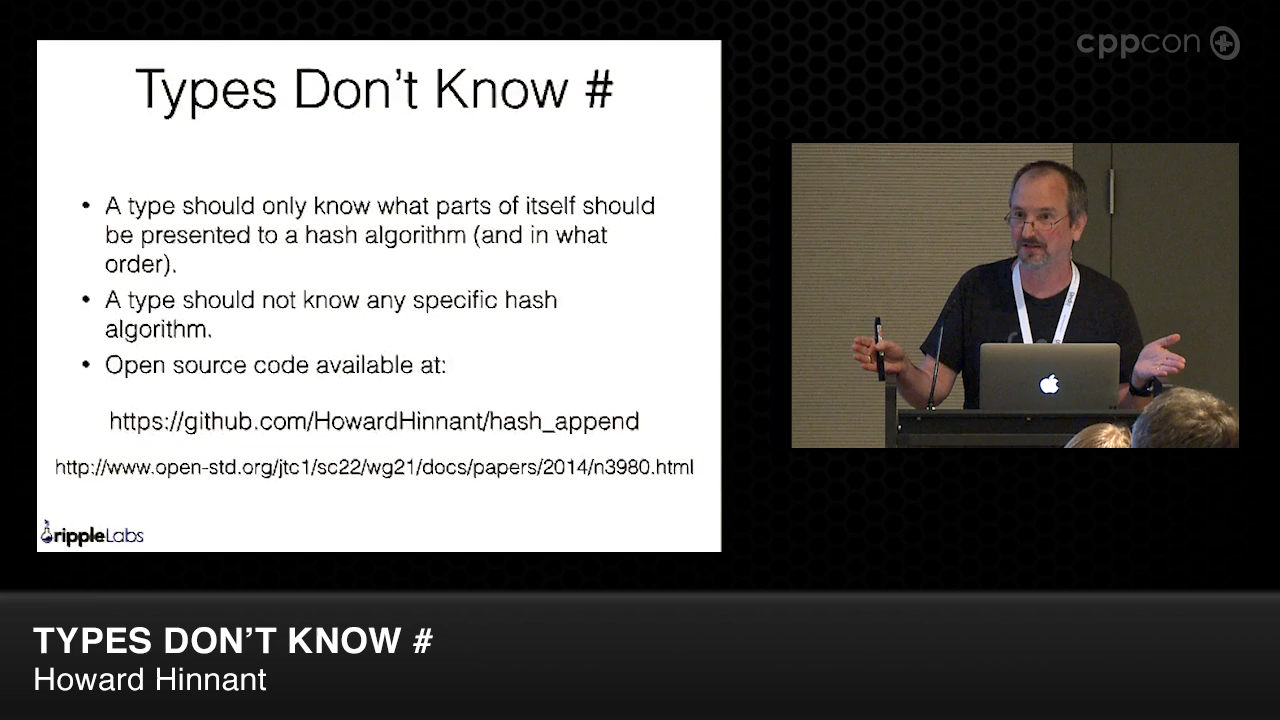 cppcon
Types Don't Know #
• A type should only know what parts of itself should
be presented to a hash algorithm (and in what
order).
• A type should not know any specific hash
algorithm.
• Open source code available at:
https://github.com/HowardHinnant/hash_append
http://www.open-std.org/jtc1/sc22/wg21/docs/papers/2014/n3980.html
rippleLabs
TYPES DON'T KNOW #
Howard Hinnant